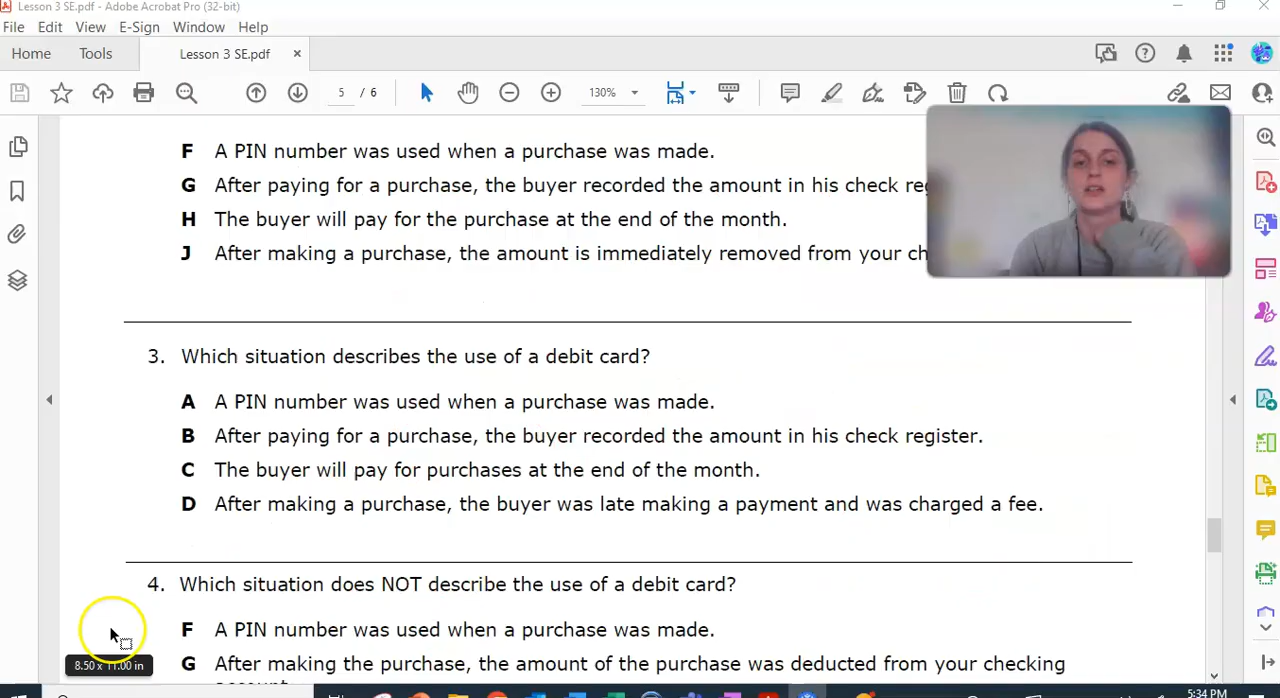 Lesson 3 SE.pdf - Adobe Acrobat Pro (32-bit)
File Edit View E-Sign Window Help
Home Tools Lesson 3 SE.pdf ×
5 / 6 130%
F A PIN number was used when a purchase was made.
G After paying for a purchase, the buyer recorded the amount in his check
H The buyer will pay for the purchase at the end of the month.
J After making a purchase, the amount is immediately removed from your
3. Which situation describes the use of a debit card?
A A PIN number was used when a purchase was made.
B After paying for a purchase, the buyer recorded the amount in his check register.
C The buyer will pay for purchases at the end of the month.
D After making a purchase, the buyer was late making a payment and was charged a fee.
4. Which situation does NOT describe the use of a debit card?
F A PIN number was used when a purchase was made.
8.50 x 11.00 in
G After making the purchase, the amount of the purchase was deducted from your checking
5:34 PM